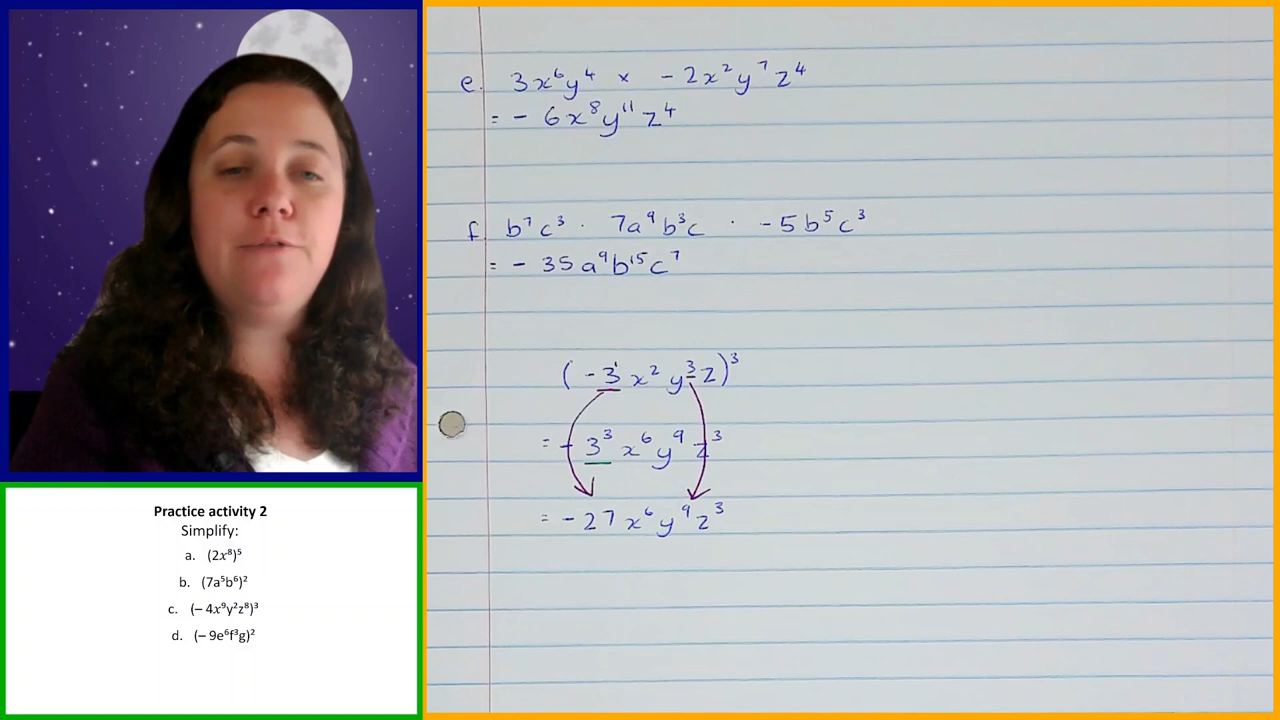 e. 3x⁶y⁴ × -2x²y⁷z⁴
= - 6x⁸y¹¹z⁴
f. b⁷c³ · 7a⁹b³c · -5b⁵c³
= - 35a⁹b¹⁵c⁷
(-3¹x²y³z)³
= - 3³x⁶y⁹z³
= -27x⁶y⁹z³
Practice activity 2
Simplify:
a. (2x⁸)⁵
b. (7a⁵b⁶)²
c. (– 4x⁹y²z⁸)³
d. (– 9e⁶f³g)²